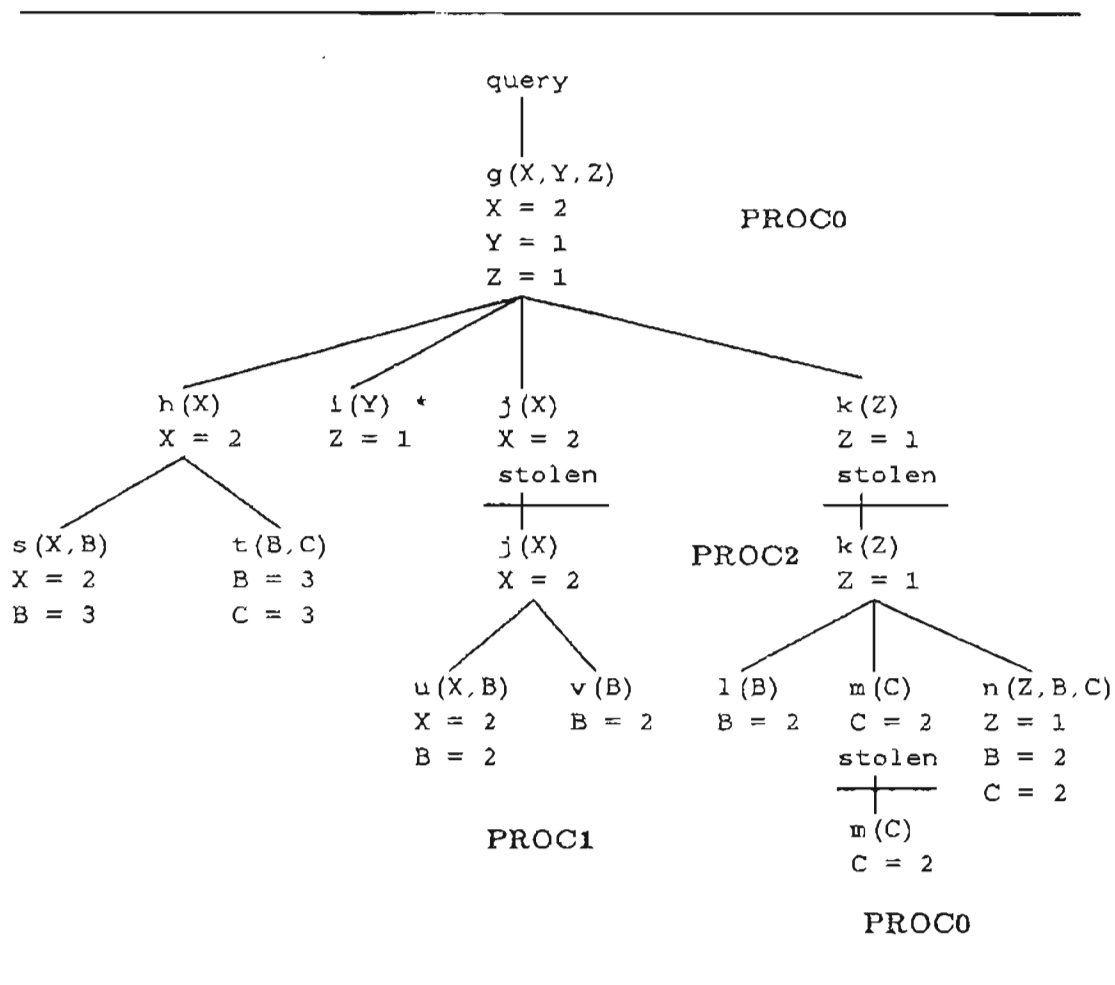 query
g(X,Y,Z)
X = 2
Y = 1
Z = 1
PROC0
h(X)
X = 2
i(Y) *
Z = 1
j(X)
X = 2
stolen
k(Z)
Z = 1
stolen
s(X,B)
X = 2
B = 3
t(B,C)
B = 3
C = 3
j(X)
X = 2
PROC2
k(Z)
Z = 1
u(X,B)
X = 2
B = 2
v(B)
B = 2
l(B)
B = 2
m(C)
C = 2
stolen
n(Z,B,C)
Z = 1
B = 2
C = 2
PROC1
m(C)
C = 2
PROC0